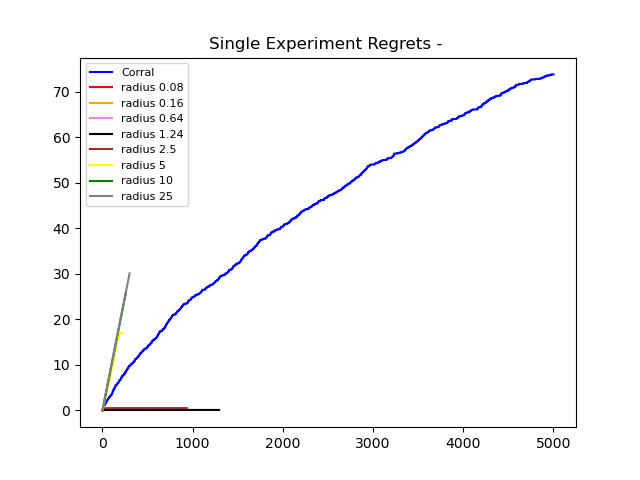 Single Experiment Regrets -
Corral
radius 0.08
radius 0.16
radius 0.64
radius 1.24
radius 2.5
radius 5
radius 10
radius 25
70
60
50
40
30
20
10
0
0 1000 2000 3000 4000 5000